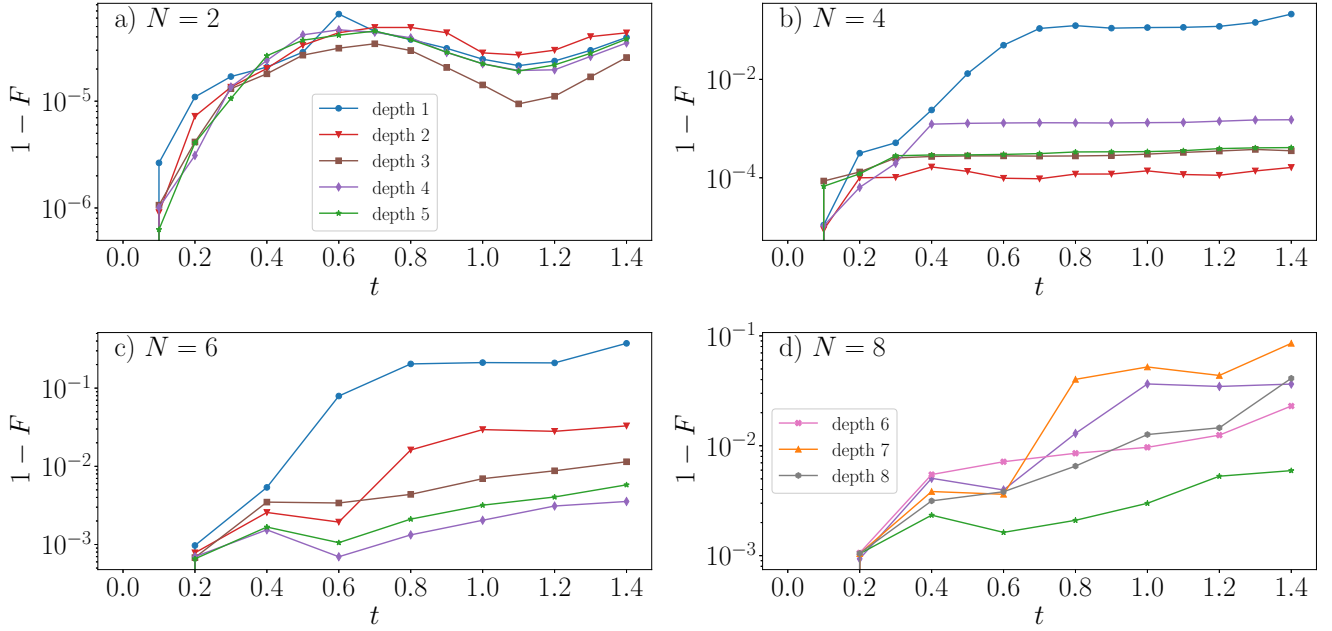 a) N = 2
1 − F
10⁻⁵
10⁻⁶
depth 1
depth 2
depth 3
depth 4
depth 5
0.0 0.2 0.4 0.6 0.8 1.0 1.2 1.4
t
b) N = 4
1 − F
10⁻²
10⁻⁴
0.0 0.2 0.4 0.6 0.8 1.0 1.2 1.4
t
c) N = 6
1 − F
10⁻¹
10⁻²
10⁻³
0.0 0.2 0.4 0.6 0.8 1.0 1.2 1.4
t
d) N = 8
1 − F
10⁻¹
10⁻²
10⁻³
depth 6
depth 7
depth 8
0.0 0.2 0.4 0.6 0.8 1.0 1.2 1.4
t